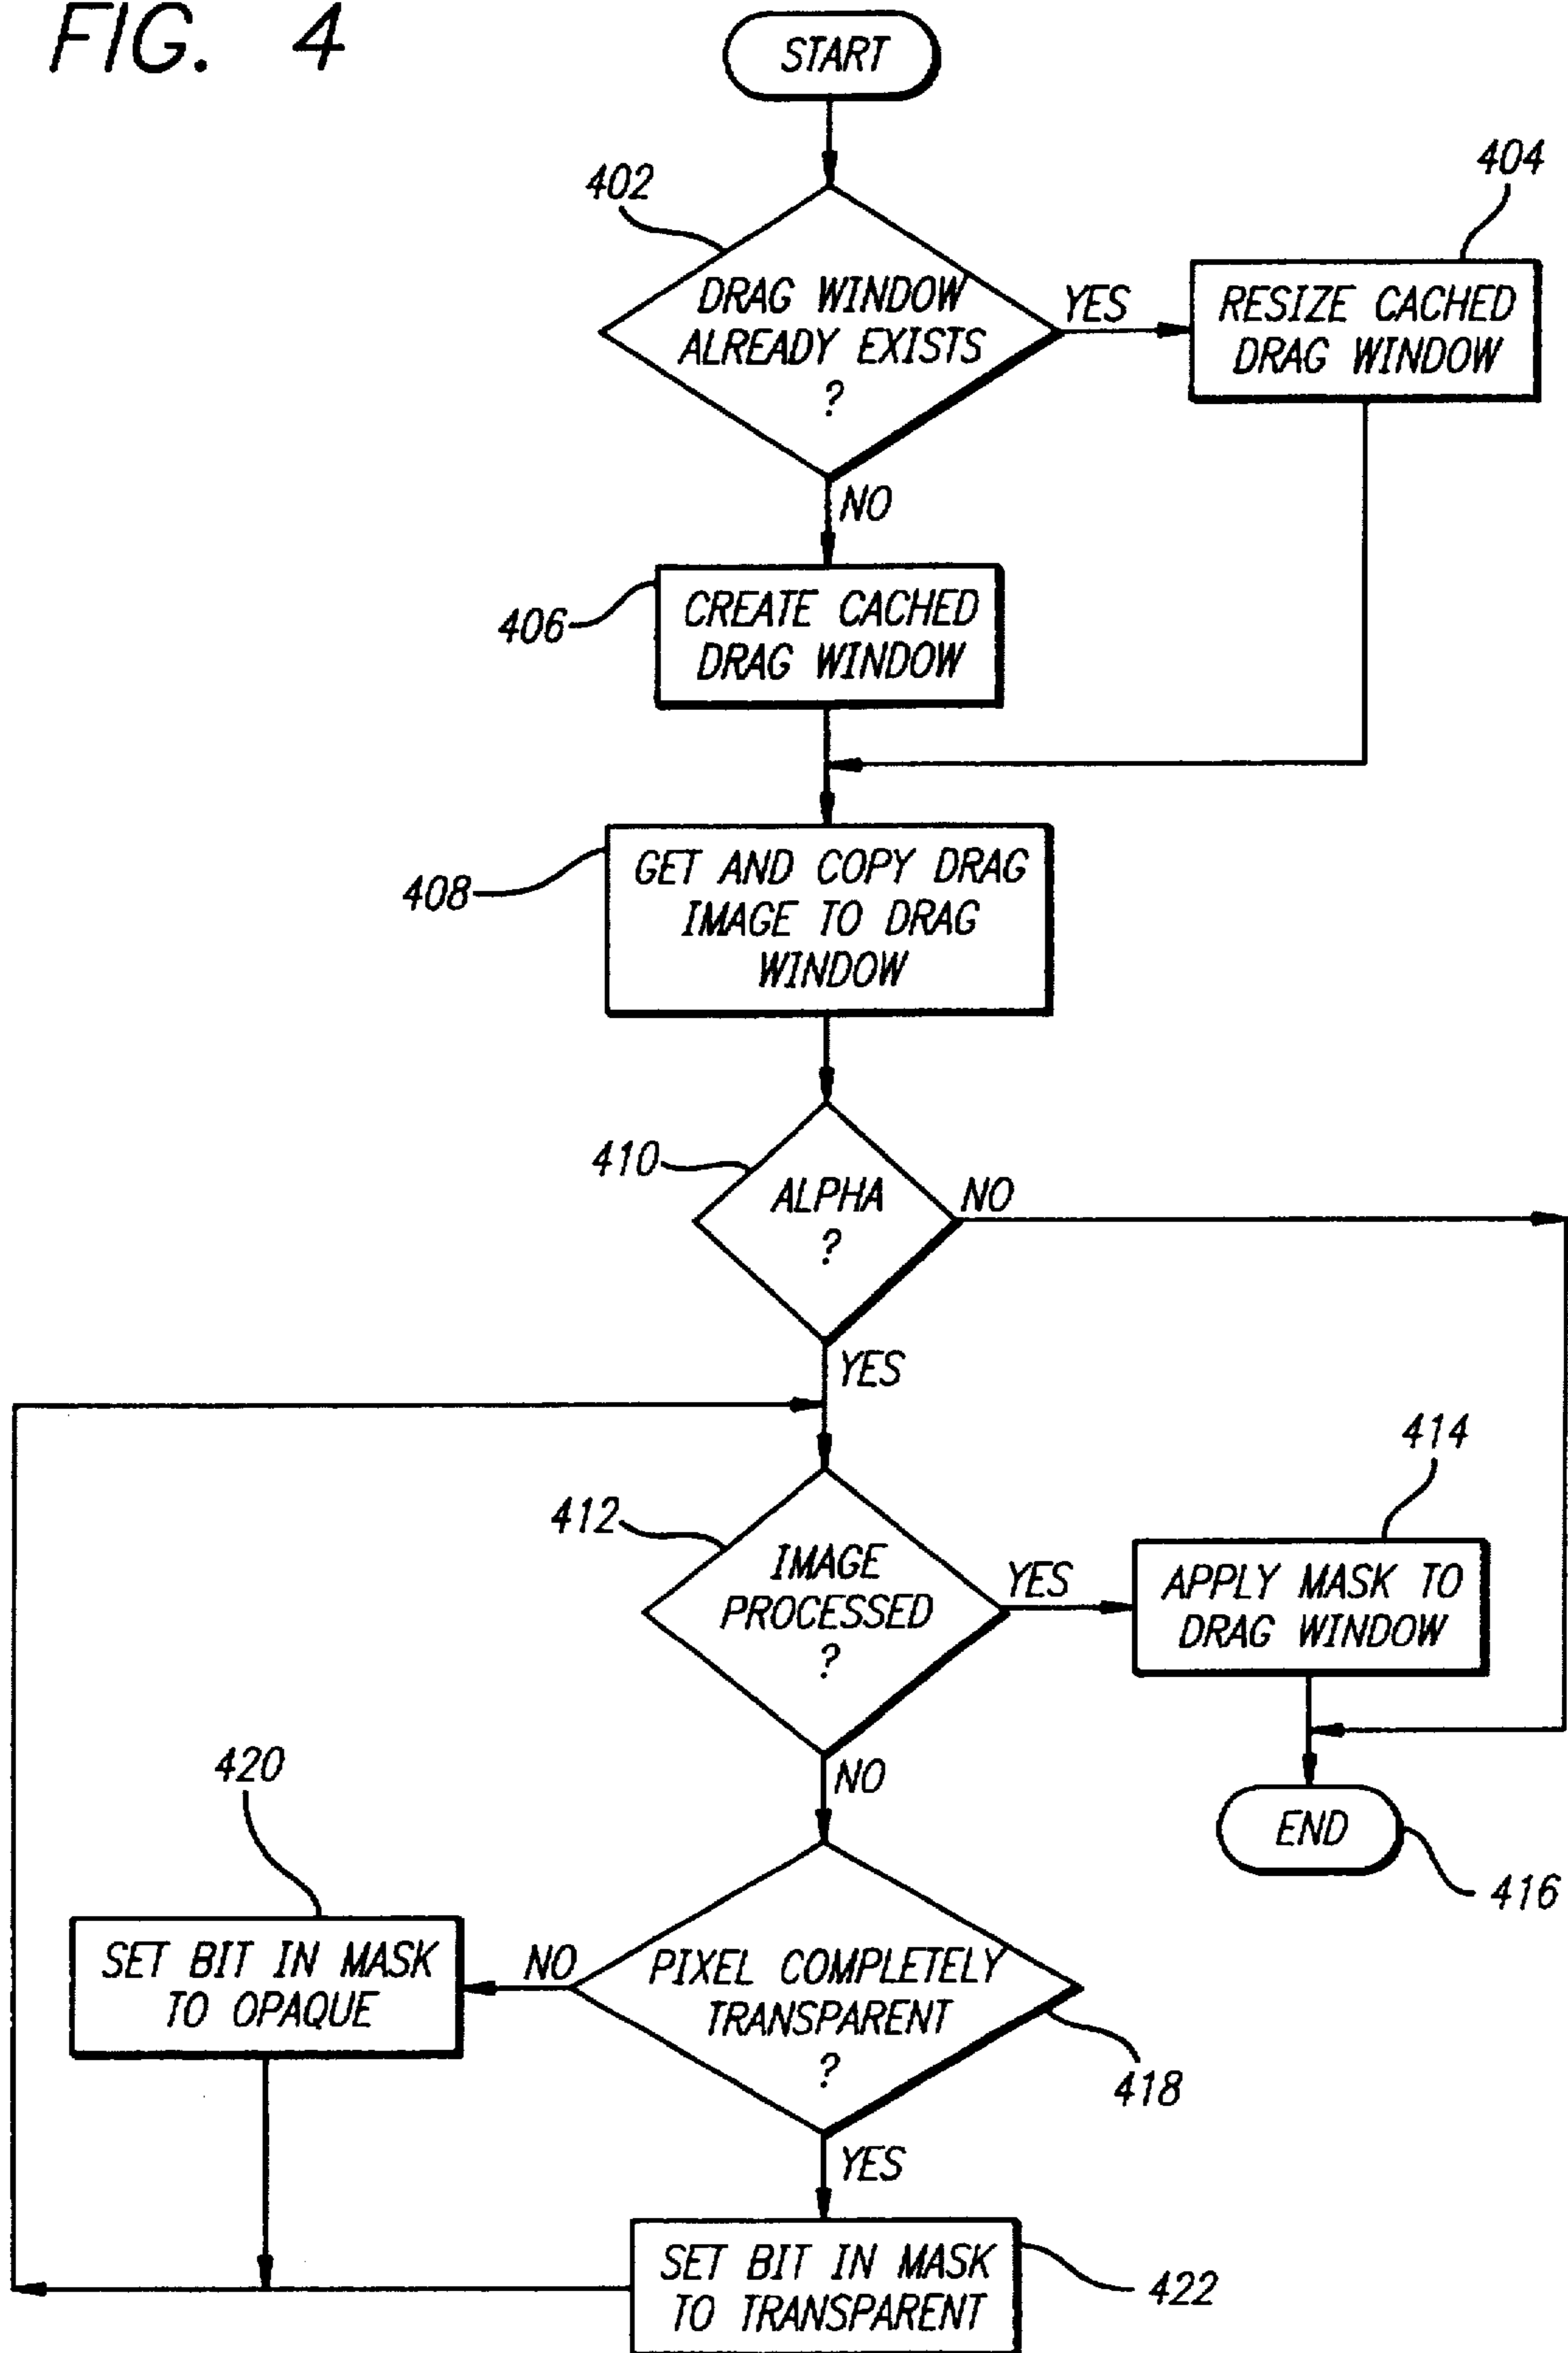 FIG. 4
START
402
404
DRAG WINDOW
ALREADY EXISTS
?
YES
RESIZE CACHED
DRAG WINDOW
NO
406
CREATE CACHED
DRAG WINDOW
408
GET AND COPY DRAG
IMAGE TO DRAG
WINDOW
410
ALPHA
?
NO
YES
412
414
IMAGE
PROCESSED
?
YES
APPLY MASK TO
DRAG WINDOW
NO
END
416
420
SET BIT IN MASK
TO OPAQUE
NO
PIXEL COMPLETELY
TRANSPARENT
?
418
YES
SET BIT IN MASK
TO TRANSPARENT
422